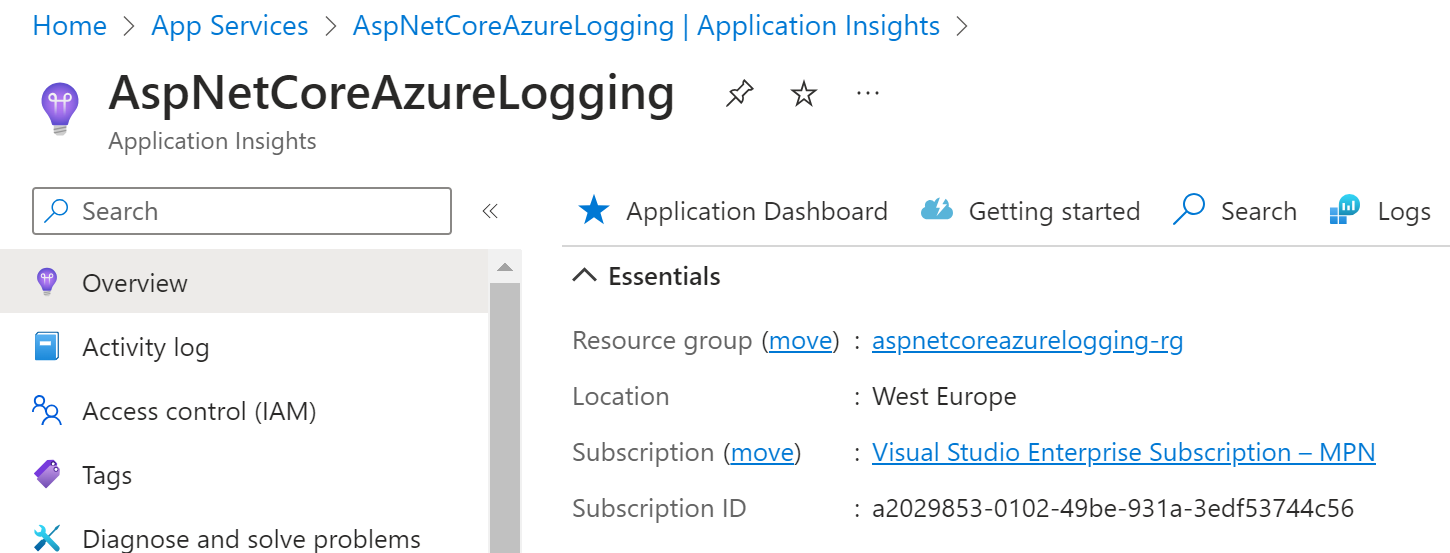 Home > App Services > AspNetCoreAzureLogging | Application Insights >
AspNetCoreAzureLogging
Application Insights
Search
Application Dashboard Getting started Search Logs
Overview
Activity log
Access control (IAM)
Tags
Diagnose and solve problems
Essentials
Resource group (move) : aspnetcoreazurelogging-rg
Location : West Europe
Subscription (move) : Visual Studio Enterprise Subscription – MPN
Subscription ID : a2029853-0102-49be-931a-3edf53744c56